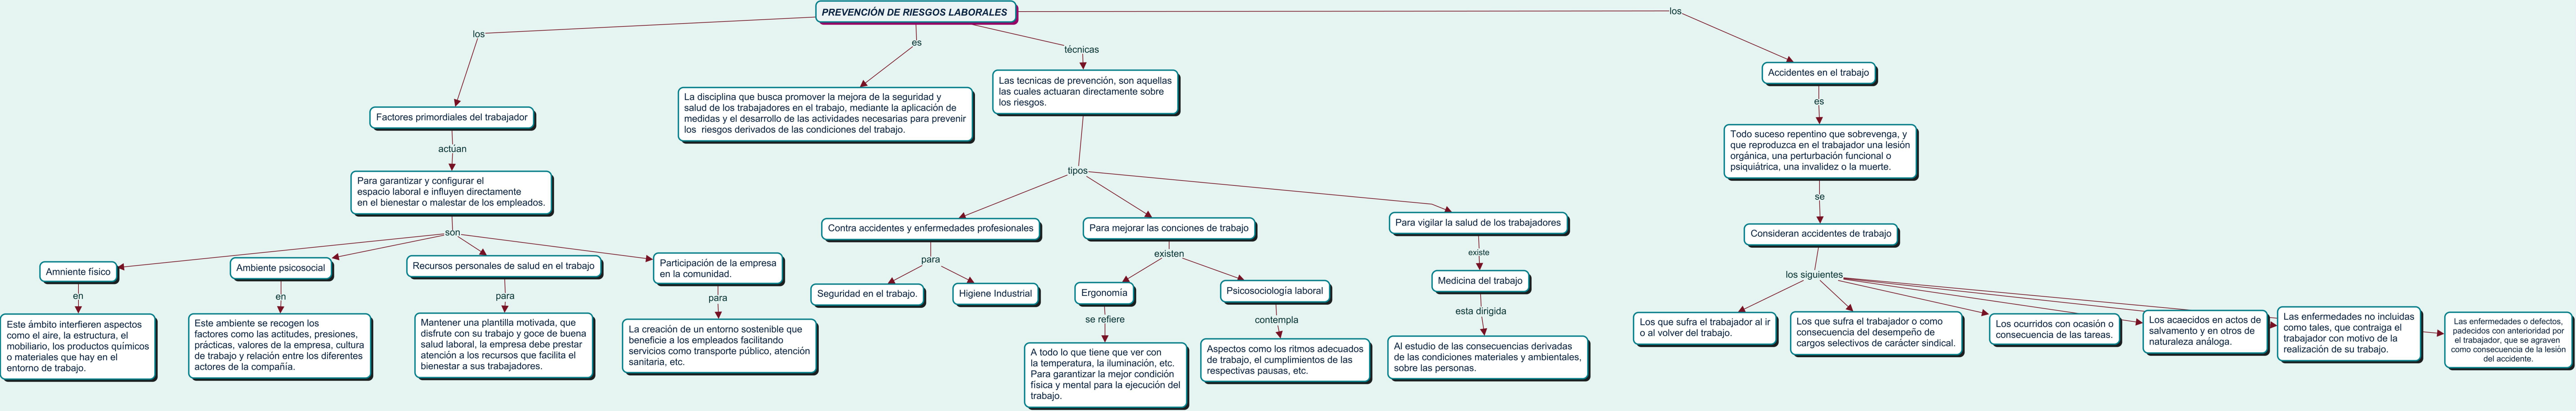 PREVENCIÓN DE RIESGOS LABORALES
los
es
técnicas
los
Factores primordiales del trabajador
actúan
Para garantizar y configurar el
espacio laboral e influyen directamente
en el bienestar o malestar de los empleados.
son
Amniente físico
en
Este ámbito interfieren aspectos
como el aire, la estructura, el
mobiliario, los productos químicos
o materiales que hay en el
entorno de trabajo.
Ambiente psicosocial
en
Este ambiente se recogen los
factores como las actitudes, presiones,
prácticas, valores de la empresa, cultura
de trabajo y relación entre los diferentes
actores de la compañía.
Recursos personales de salud en el trabajo
para
Mantener una plantilla motivada, que
disfrute con su trabajo y goce de buena
salud laboral, la empresa debe prestar
atención a los recursos que facilita el
bienestar a sus trabajadores.
Participación de la empresa
en la comunidad.
para
La creación de un entorno sostenible que
beneficie a los empleados facilitando
servicios como transporte público, atención
sanitaria, etc.
La disciplina que busca promover la mejora de la seguridad y
salud de los trabajadores en el trabajo, mediante la aplicación de
medidas y el desarrollo de las actividades necesarias para prevenir
los riesgos derivados de las condiciones del trabajo.
Las tecnicas de prevención, son aquellas
las cuales actuaran directamente sobre
los riesgos.
tipos
Contra accidentes y enfermedades profesionales
para
Seguridad en el trabajo.
Higiene Industrial
Para mejorar las conciones de trabajo
existen
Ergonomía
se refiere
A todo lo que tiene que ver con
la temperatura, la iluminación, etc.
Para garantizar la mejor condición
física y mental para la ejecución del
trabajo.
Psicosociología laboral
contempla
Aspectos como los ritmos adecuados
de trabajo, el cumplimientos de las
respectivas pausas, etc.
Para vigilar la salud de los trabajadores
existe
Medicina del trabajo
esta dirigida
Al estudio de las consecuencias derivadas
de las condiciones materiales y ambientales,
sobre las personas.
Accidentes en el trabajo
es
Todo suceso repentino que sobrevenga, y
que reproduzca en el trabajador una lesión
orgánica, una perturbación funcional o
psiquiátrica, una invalidez o la muerte.
se
Consideran accidentes de trabajo
los siguientes
Los que sufra el trabajador al ir
o al volver del trabajo.
Los que sufra el trabajador o como
consecuencia del desempeño de
cargos selectivos de carácter sindical.
Los ocurridos con ocasión o
consecuencia de las tareas.
Los acaecidos en actos de
salvamento y en otros de
naturaleza análoga.
Las enfermedades no incluidas
como tales, que contraiga el
trabajador con motivo de la
realización de su trabajo.
Las enfermedades o defectos,
padecidos con anterioridad por
el trabajador, que se agraven
como consecuencia de la lesión
del accidente.